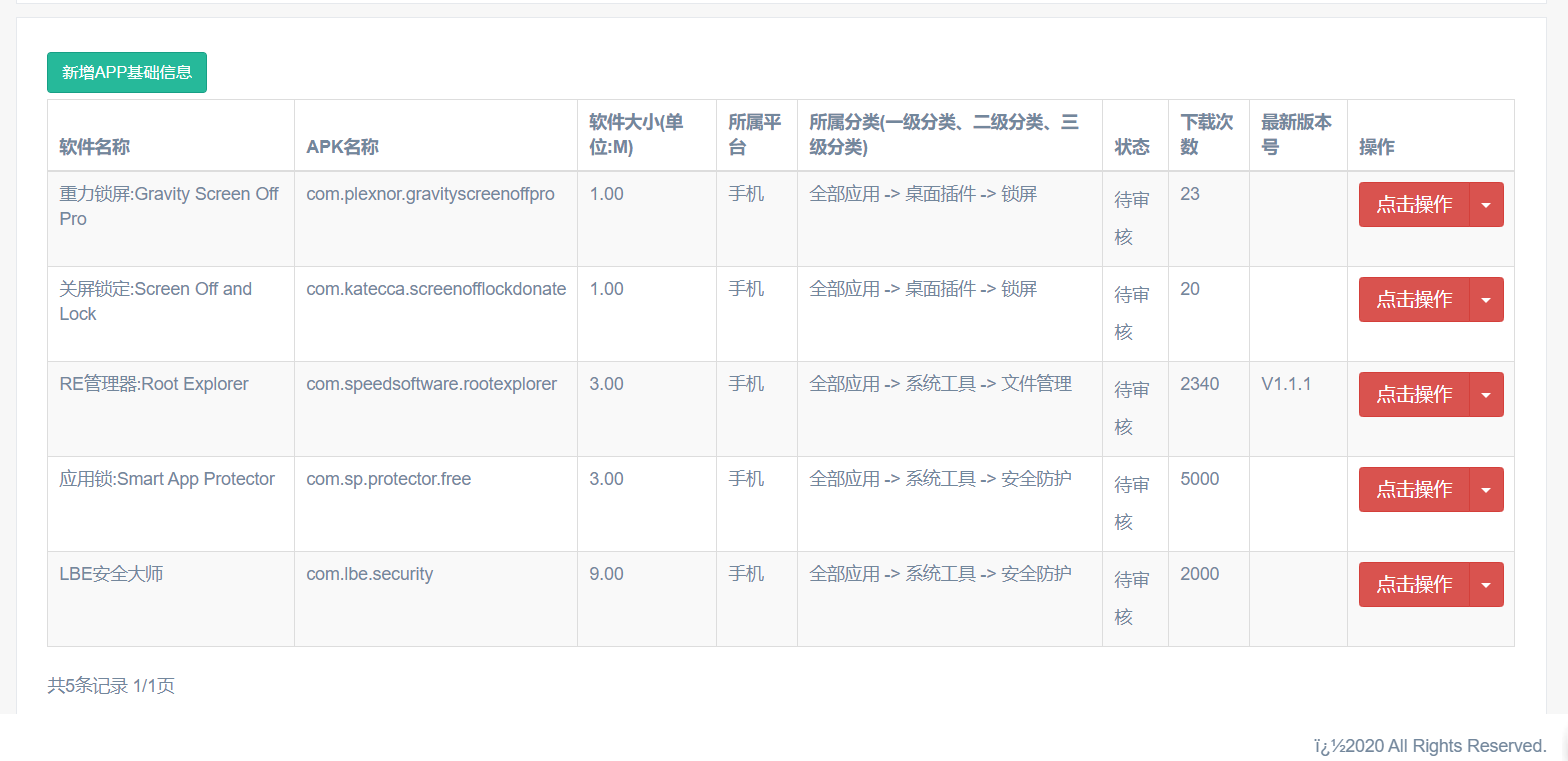 新增APP基础信息
软件名称 APK名称 软件大小(单位:M) 所属平台 所属分类(一级分类、二级分类、三级分类) 状态 下载次数 最新版本号 操作
重力锁屏:Gravity Screen Off Pro com.plexnor.gravityscreenoffpro 1.00 手机 全部应用 -> 桌面插件 -> 锁屏 待审核 23 点击操作
关屏锁定:Screen Off and Lock com.katecca.screenofflockdonate 1.00 手机 全部应用 -> 桌面插件 -> 锁屏 待审核 20 点击操作
RE管理器:Root Explorer com.speedsoftware.rootexplorer 3.00 手机 全部应用 -> 系统工具 -> 文件管理 待审核 2340 V1.1.1 点击操作
应用锁:Smart App Protector com.sp.protector.free 3.00 手机 全部应用 -> 系统工具 -> 安全防护 待审核 5000 点击操作
LBE安全大师 com.lbe.security 9.00 手机 全部应用 -> 系统工具 -> 安全防护 待审核 2000 点击操作
共5条记录 1/1页
ï¿½2020 All Rights Reserved.